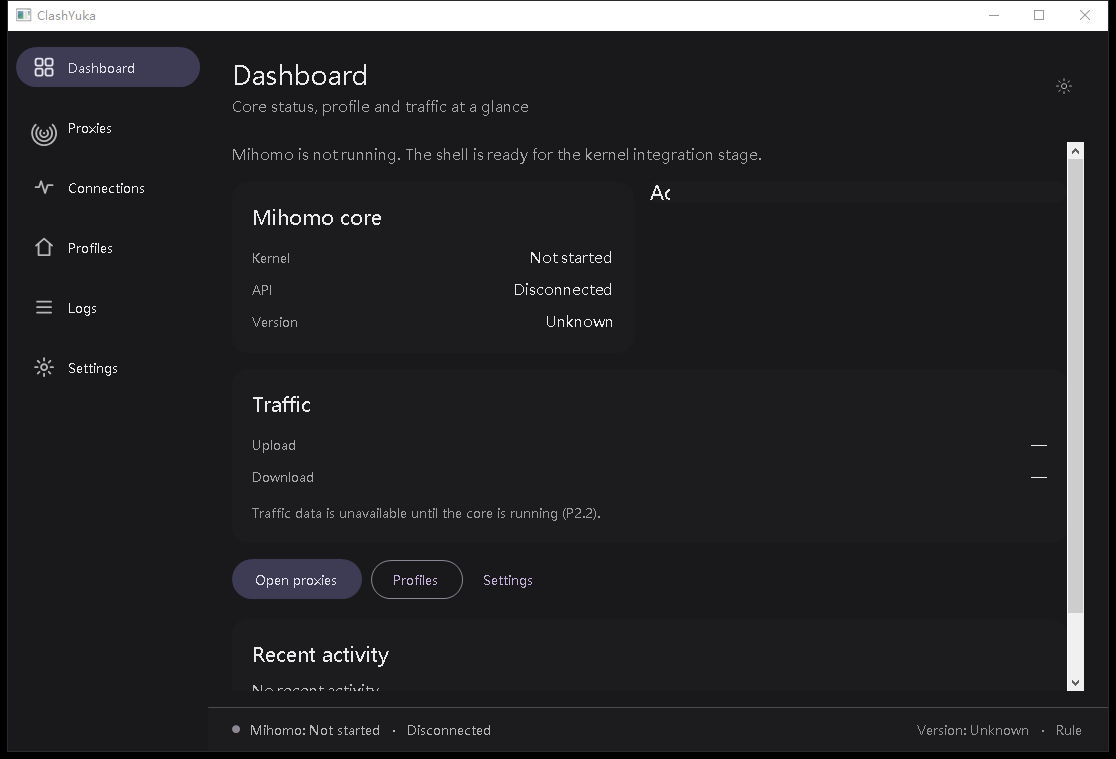 ClashYuka
Dashboard
Proxies
Connections
Profiles
Logs
Settings
Dashboard
Core status, profile and traffic at a glance
Mihomo is not running. The shell is ready for the kernel integration stage.
Mihomo core
Kernel Not started
API Disconnected
Version Unknown
Traffic
Upload —
Download —
Traffic data is unavailable until the core is running (P2.2).
Open proxies Profiles Settings
Recent activity
No recent activity
Mihomo: Not started · Disconnected Version: Unknown · Rule